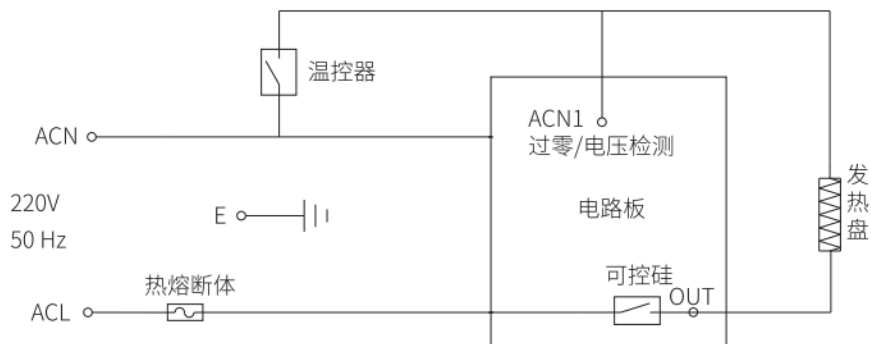 温控器
ACN
ACN1
过零/电压检测
220V
50 Hz
E
电路板
发
热
盘
热熔断体
可控硅
OUT
ACL